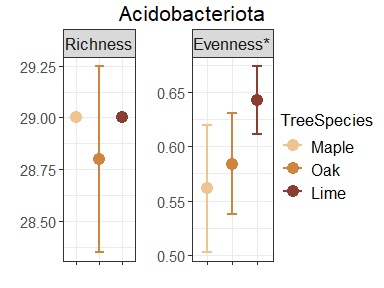 Acidobacteriota
Richness
Evenness*
29.25
29.00
28.75
28.50
0.65
0.60
0.55
0.50
TreeSpecies
Maple
Oak
Lime